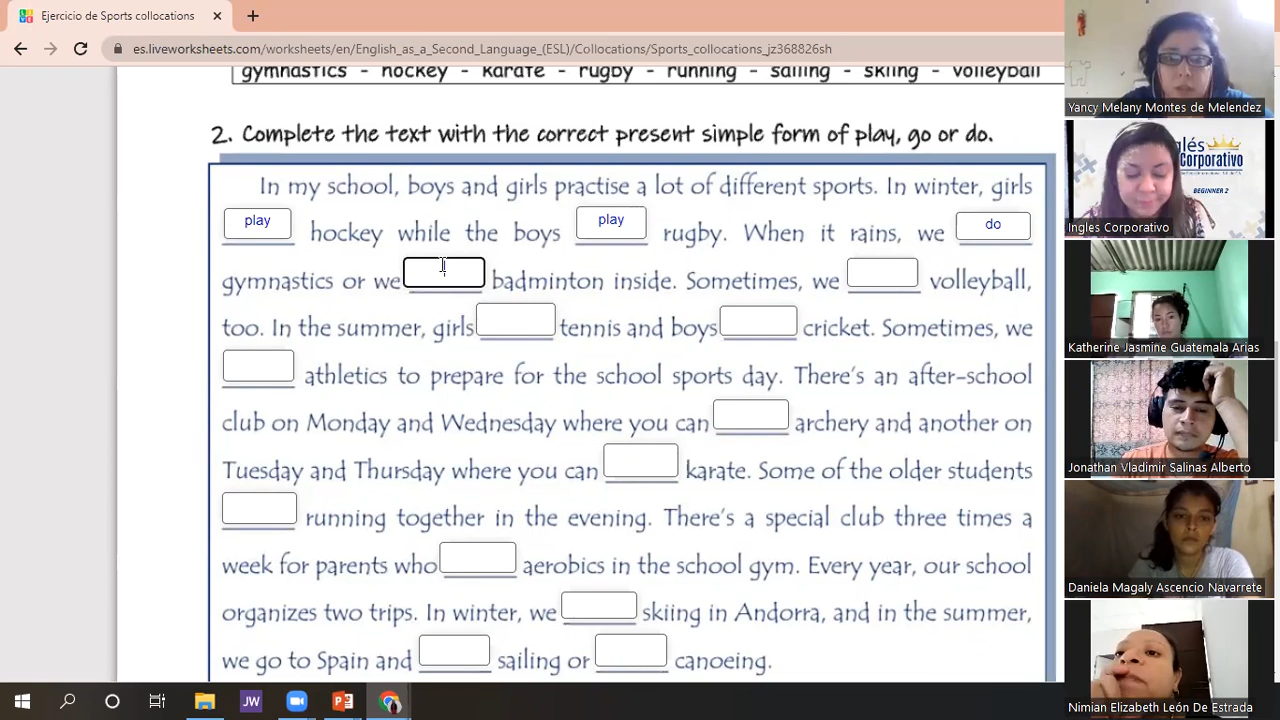 Ejercicio de Sports collocations
es.liveworksheets.com/worksheets/en/English_as_a_Second_Language_(ESL)/Collocations/Sports_collocations_jz368826sh
gymnastics - hockey - karate - rugby - running - sailing - skiing - volleyball
2. Complete the text with the correct present simple form of play, go or do.
In my school, boys and girls practise a lot of different sports. In winter, girls
play hockey while the boys play rugby. When it rains, we do
gymnastics or we badminton inside. Sometimes, we volleyball,
too. In the summer, girls tennis and boys cricket. Sometimes, we
athletics to prepare for the school sports day. There's an after-school
club on Monday and Wednesday where you can archery and another on
Tuesday and Thursday where you can karate. Some of the older students
running together in the evening. There's a special club three times a
week for parents who aerobics in the school gym. Every year, our school
organizes two trips. In winter, we skiing in Andorra, and in the summer,
we go to Spain and sailing or canoeing.
Yancy Melany Montes de Melendez
glés
Corporativo
BEGINNER 2
Ingles Corporativo
Katherine Jasmine Guatemala Arias
Jonathan Vladimir Salinas Alberto
Daniela Magaly Ascencio Navarrete
Nimian Elizabeth León De Estrada
JW